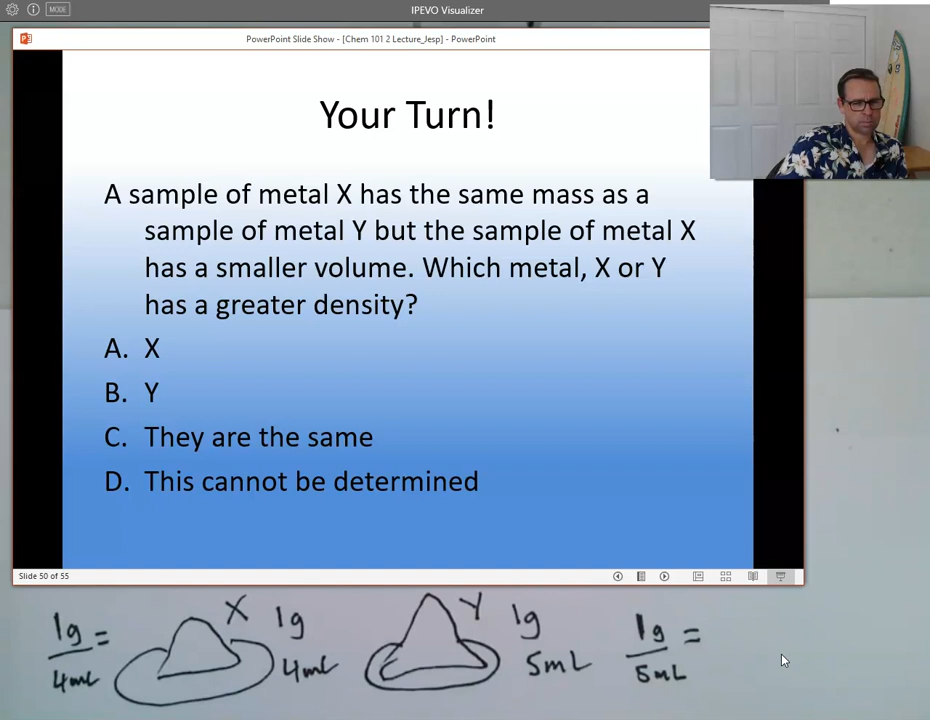 MODE
IPEVO Visualizer
PowerPoint Slide Show - [Chem 101 2 Lecture_Jesp] - PowerPoint
Your Turn!
A sample of metal X has the same mass as a
sample of metal Y but the sample of metal X
has a smaller volume. Which metal, X or Y
has a greater density?
A. X
B. Y
C. They are the same
D. This cannot be determined
Slide 50 of 55
1g = X 1g Y 1g 1g =
4mL 4mL 5mL 5mL